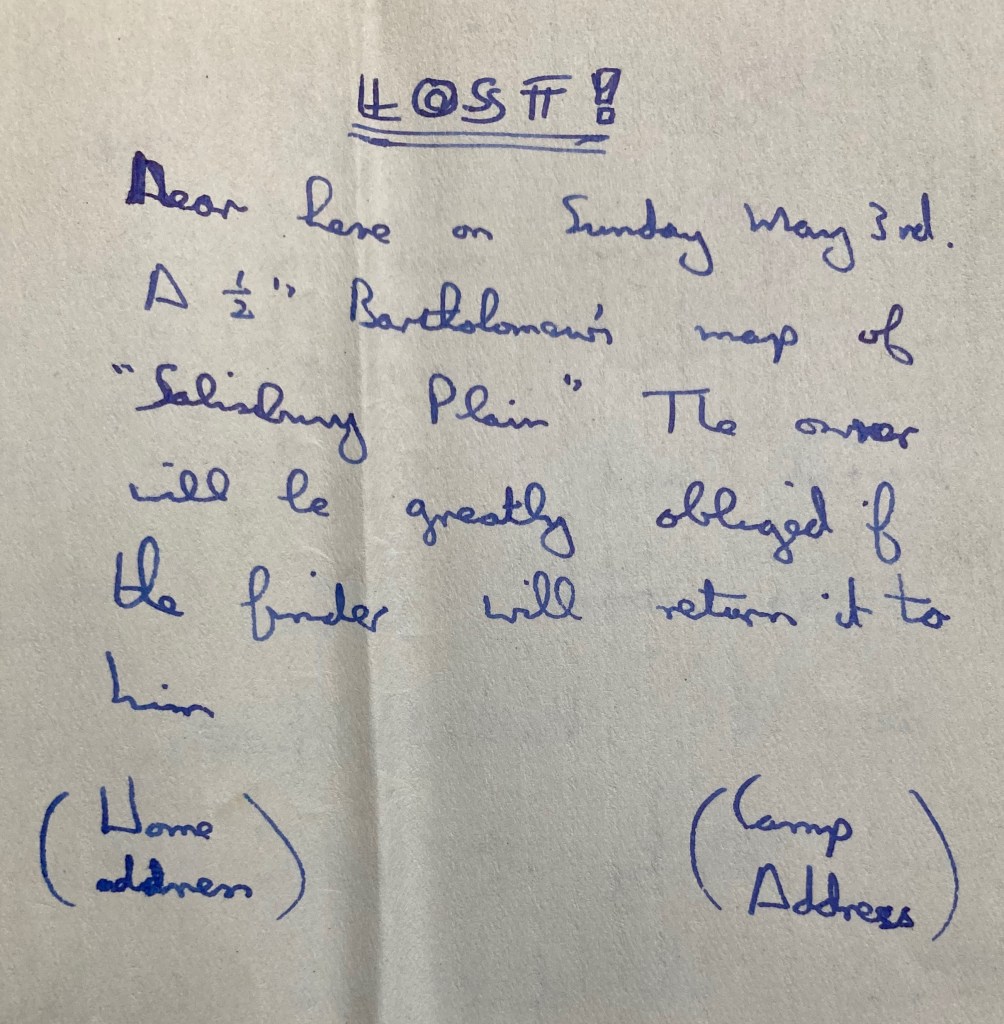 LOST!
Near here on Sunday May 3rd.
A ½" Bartholomew's map of
"Salisbury Plain" The owner
will be greatly obliged if
the finder will return it to
him
(Home address) (Camp Address)